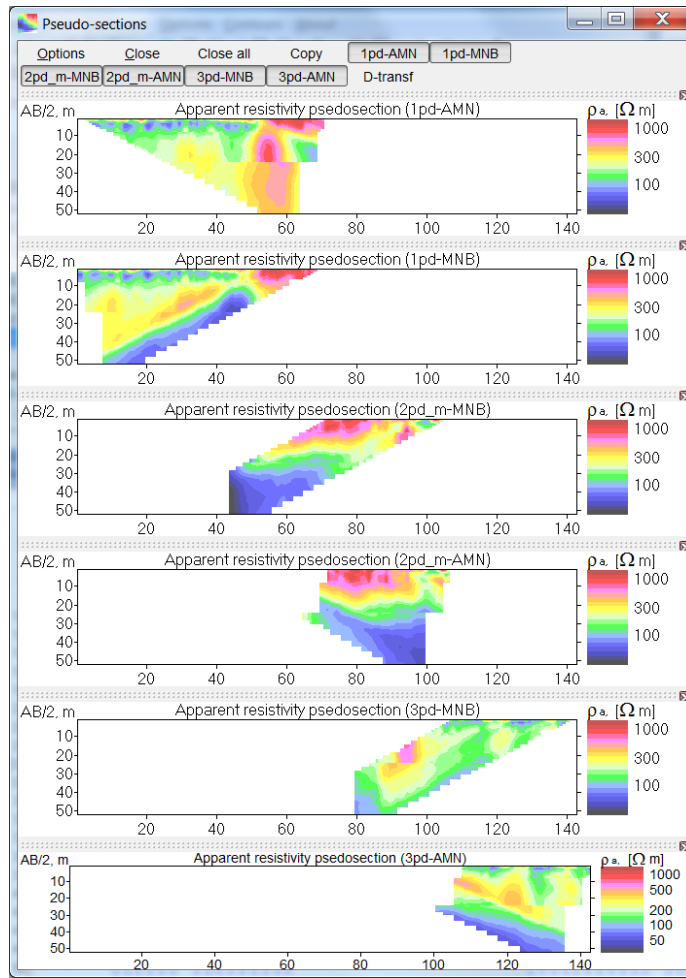 Pseudo-sections
Options Close Close all Copy 1pd-AMN 1pd-MNB
2pd_m-MNB 2pd_m-AMN 3pd-MNB 3pd-AMN D-transf
AB/2, m Apparent resistivity psedosection (1pd-AMN) ρa, [Ω m]
10 1000
20 300
30 100
40
50
20 40 60 80 100 120 140
AB/2, m Apparent resistivity psedosection (1pd-MNB) ρa, [Ω m]
10 1000
20 300
30 100
40
50
20 40 60 80 100 120 140
AB/2, m Apparent resistivity psedosection (2pd_m-MNB) ρa, [Ω m]
10 1000
20 300
30 100
40
50
20 40 60 80 100 120 140
AB/2, m Apparent resistivity psedosection (2pd_m-AMN) ρa, [Ω m]
10 1000
20 300
30 100
40
50
20 40 60 80 100 120 140
AB/2, m Apparent resistivity psedosection (3pd-MNB) ρa, [Ω m]
10 1000
20 300
30 100
40
50
20 40 60 80 100 120 140
AB/2, m Apparent resistivity psedosection (3pd-AMN) ρa, [Ω m]
10 1000
20 500
30 200
40 100
50 50
20 40 60 80 100 120 140